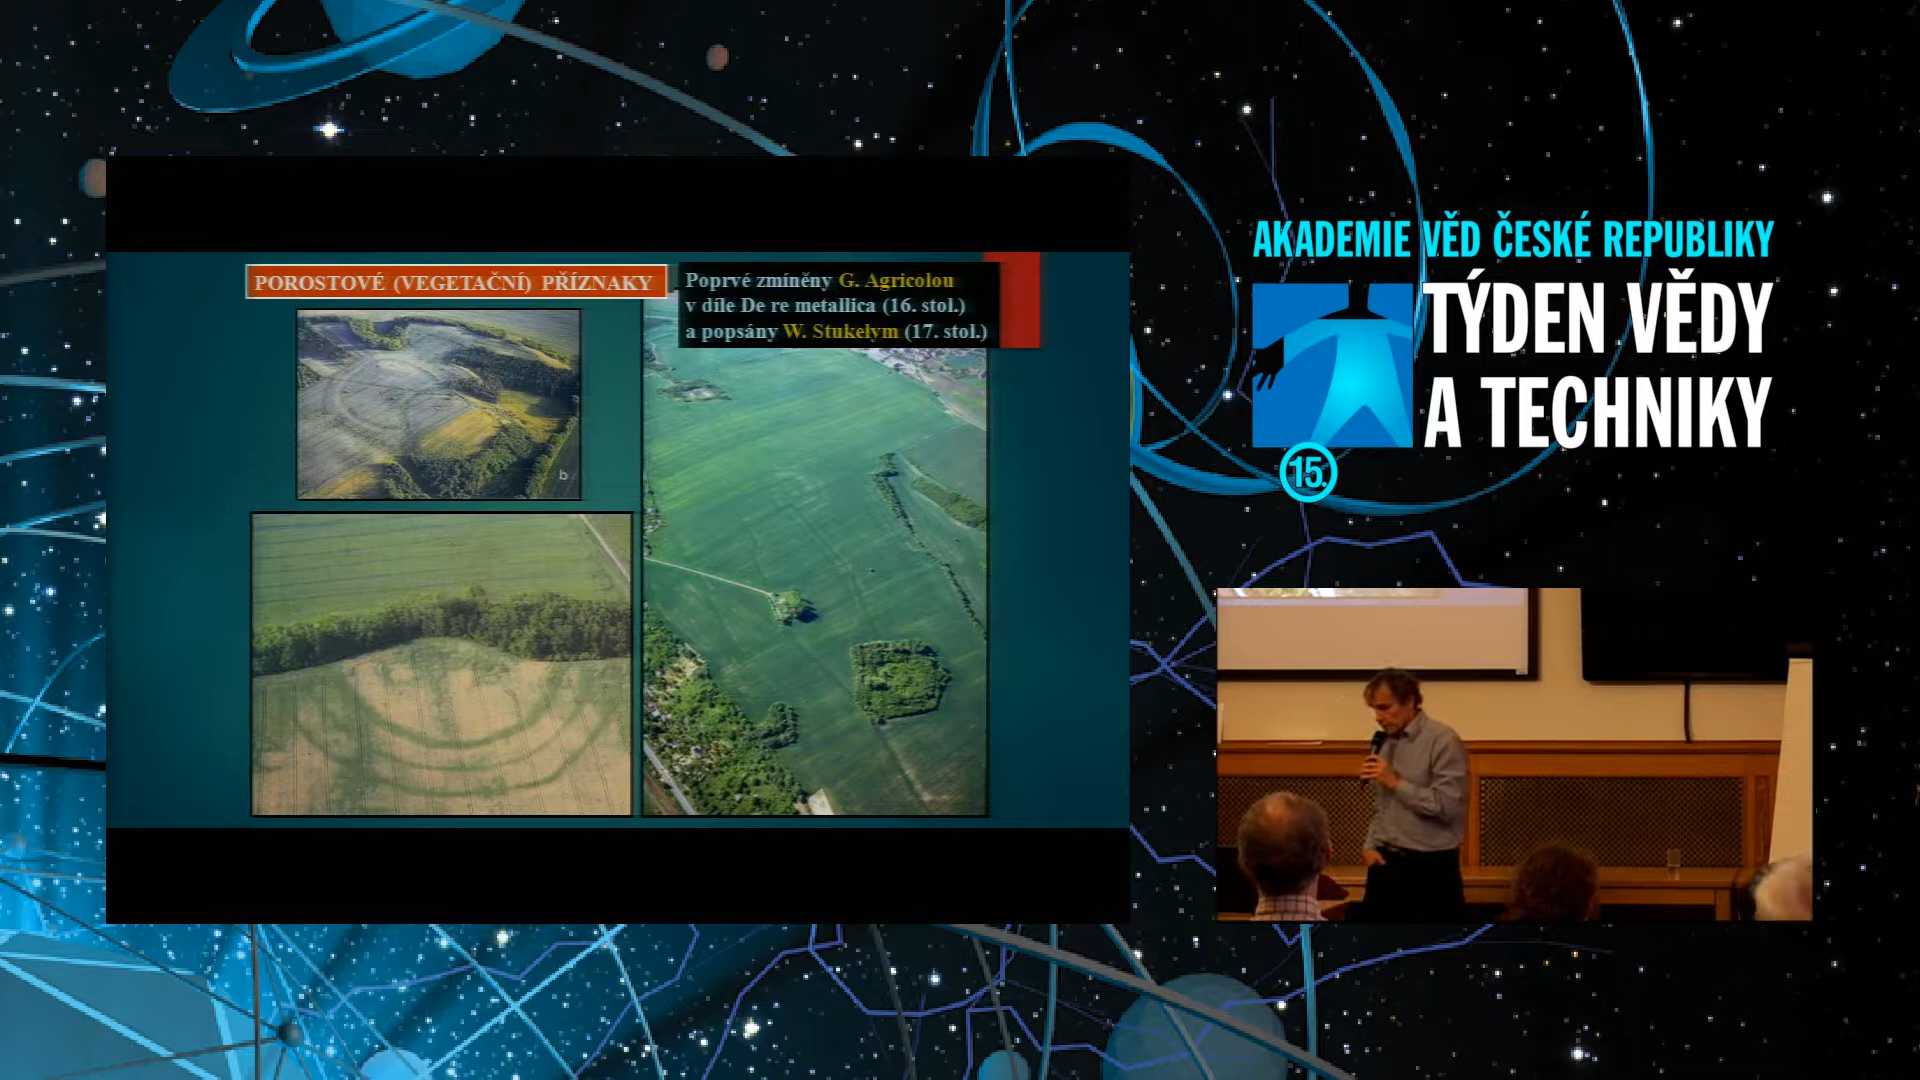 POROSTOVÉ (VEGETAČNÍ) PŘÍZNAKY
Poprvé zmíněny G. Agricolou
v díle De re metallica (16. stol.)
a popsány W. Stukelym (17. stol.)
b
AKADEMIE VĚD ČESKÉ REPUBLIKY
TÝDEN VĚDY
A TECHNIKY
15.